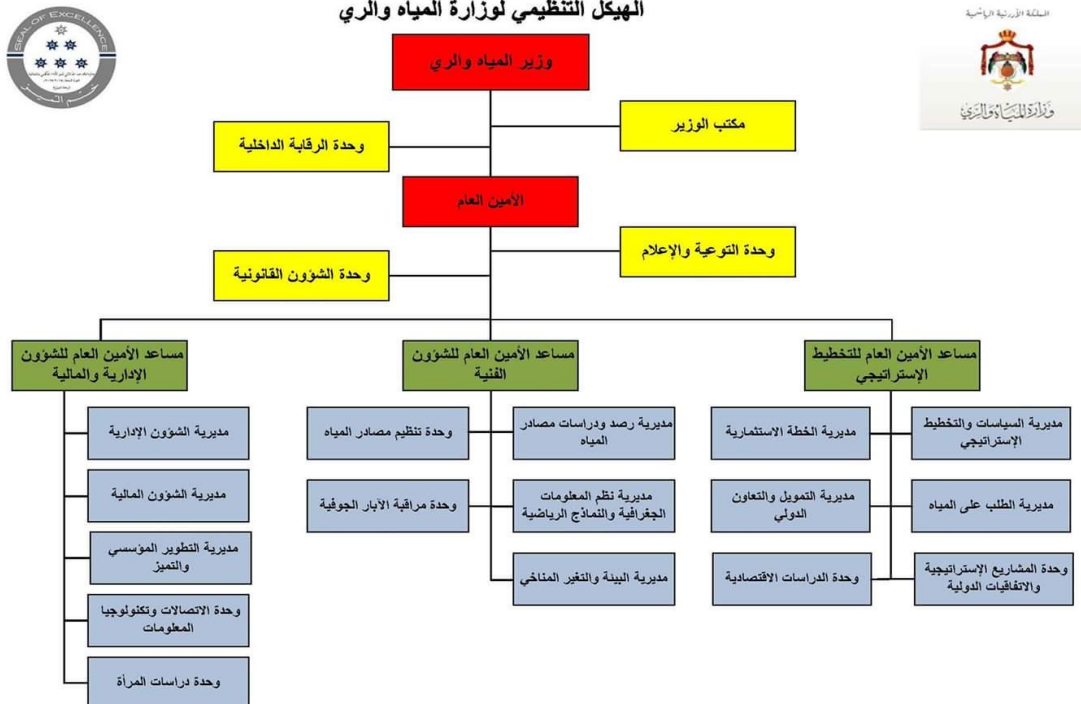 الهيكل التنظيمي لوزارة المياه والري
SEAL OF EXCELLENCE
ختم التميز
المملكة الأردنية الهاشمية
وزارة المياه والري
وزير المياه والري
مكتب الوزير
وحدة الرقابة الداخلية
الأمين العام
وحدة التوعية والإعلام
وحدة الشؤون القانونية
مساعد الأمين العام للتخطيط
الإستراتيجي
مساعد الأمين العام للشؤون
الفنية
مساعد الأمين العام للشؤون
الإدارية والمالية
مديرية السياسات والتخطيط
الإستراتيجي
مديرية الخطة الاستثمارية
مديرية الطلب على المياه
مديرية التمويل والتعاون
الدولي
وحدة المشاريع الإستراتيجية
والاتفاقيات الدولية
وحدة الدراسات الاقتصادية
مديرية رصد ودراسات مصادر
المياه
وحدة تنظيم مصادر المياه
مديرية نظم المعلومات
الجغرافية والنماذج الرياضية
وحدة مراقبة الآبار الجوفية
مديرية البيئة والتغير المناخي
مديرية الشؤون الإدارية
مديرية الشؤون المالية
مديرية التطوير المؤسسي
والتميز
وحدة الاتصالات وتكنولوجيا
المعلومات
وحدة دراسات المرأة